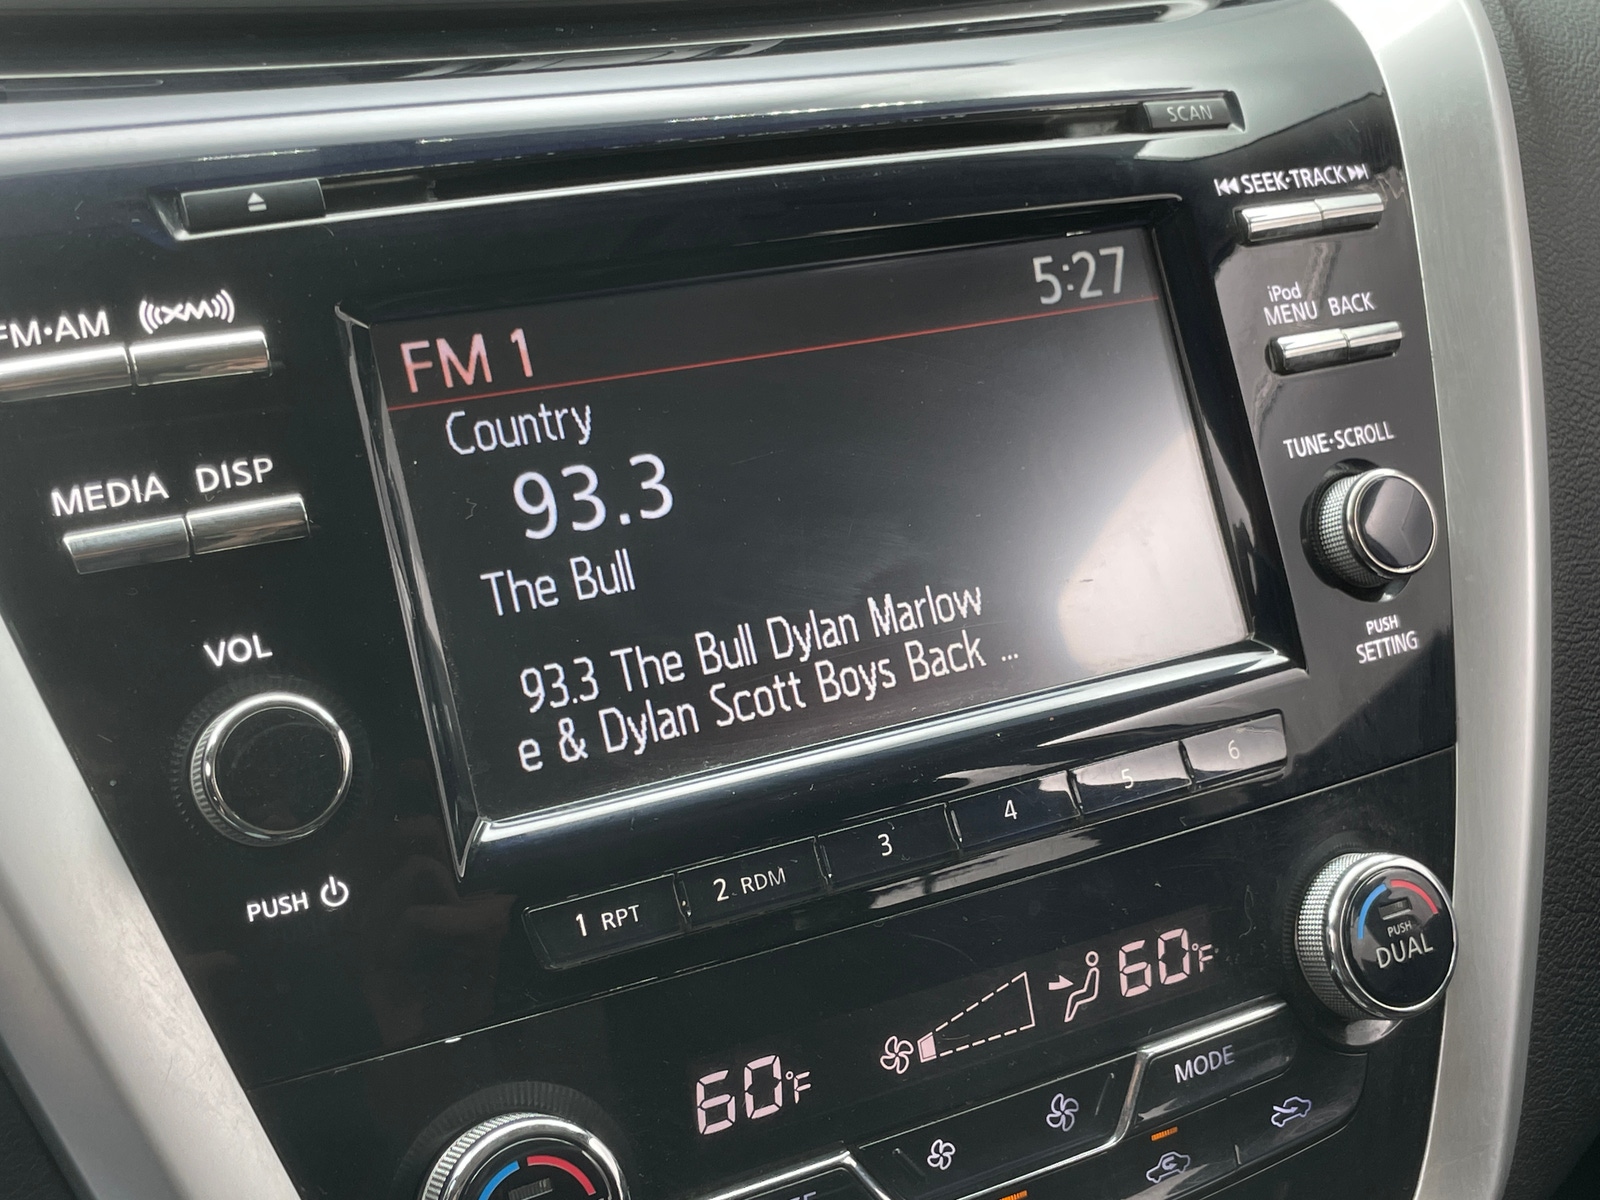 SCAN
SEEK·TRACK
5:27
iPod
MENU BACK
FM·AM XM
FM 1
Country
93.3
TUNE·SCROLL
MEDIA DISP
The Bull
93.3 The Bull Dylan Marlow
e & Dylan Scott Boys Back ...
PUSH
SETTING
VOL
PUSH
1 RPT
2 RDM
3
4
5
6
PUSH
DUAL
60°F
60°F
MODE